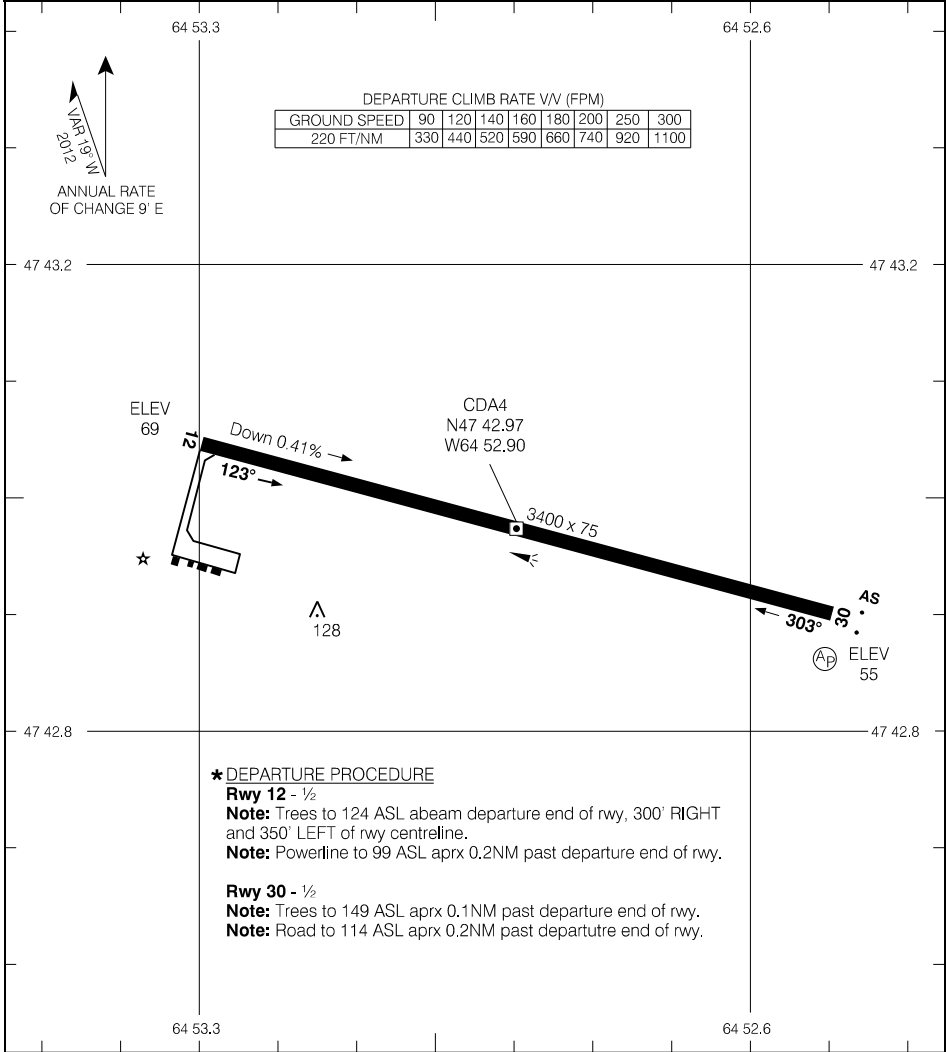 64 53.3
64 52.6
VAR 19° W
2012
ANNUAL RATE
OF CHANGE 9' E
DEPARTURE CLIMB RATE V/V (FPM)
GROUND SPEED 90 120 140 160 180 200 250 300
220 FT/NM 330 440 520 590 660 740 920 1100
47 43.2
47 43.2
ELEV
69
12
Down 0.41%
123°
CDA4
N47 42.97
W64 52.90
3400 x 75
128
303°
30
AS
AP
ELEV
55
47 42.8
47 42.8
* DEPARTURE PROCEDURE
Rwy 12 - ½
Note: Trees to 124 ASL abeam departure end of rwy, 300' RIGHT
and 350' LEFT of rwy centreline.
Note: Powerline to 99 ASL aprx 0.2NM past departure end of rwy.
Rwy 30 - ½
Note: Trees to 149 ASL aprx 0.1NM past departure end of rwy.
Note: Road to 114 ASL aprx 0.2NM past departutre end of rwy.
64 53.3
64 52.6